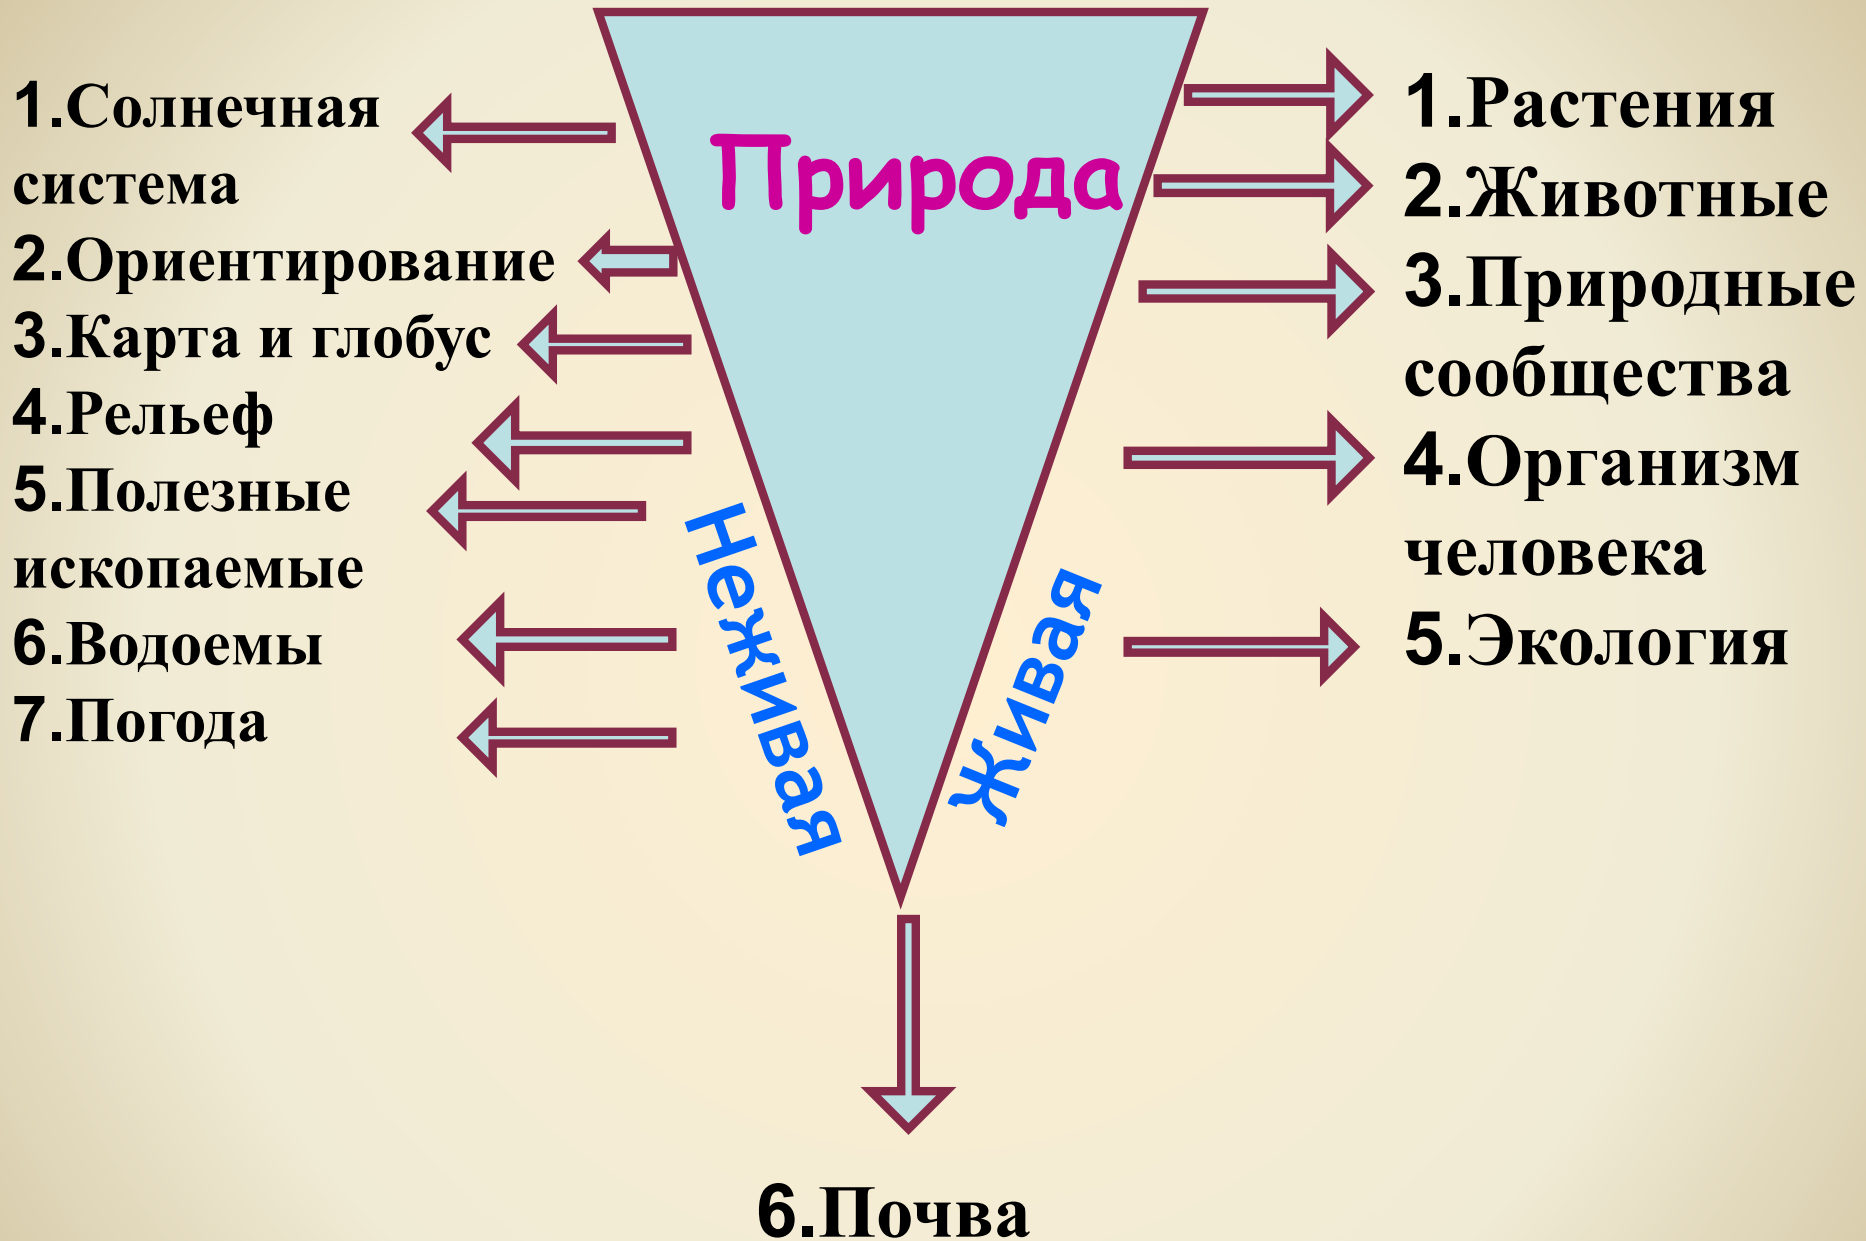 Природа
1.Солнечная
система
2.Ориентирование
3.Карта и глобус
4.Рельеф
5.Полезные
ископаемые
6.Водоемы
7.Погода
Неживая
Живая
1.Растения
2.Животные
3.Природные
сообщества
4.Организм
человека
5.Экология
6.Почва